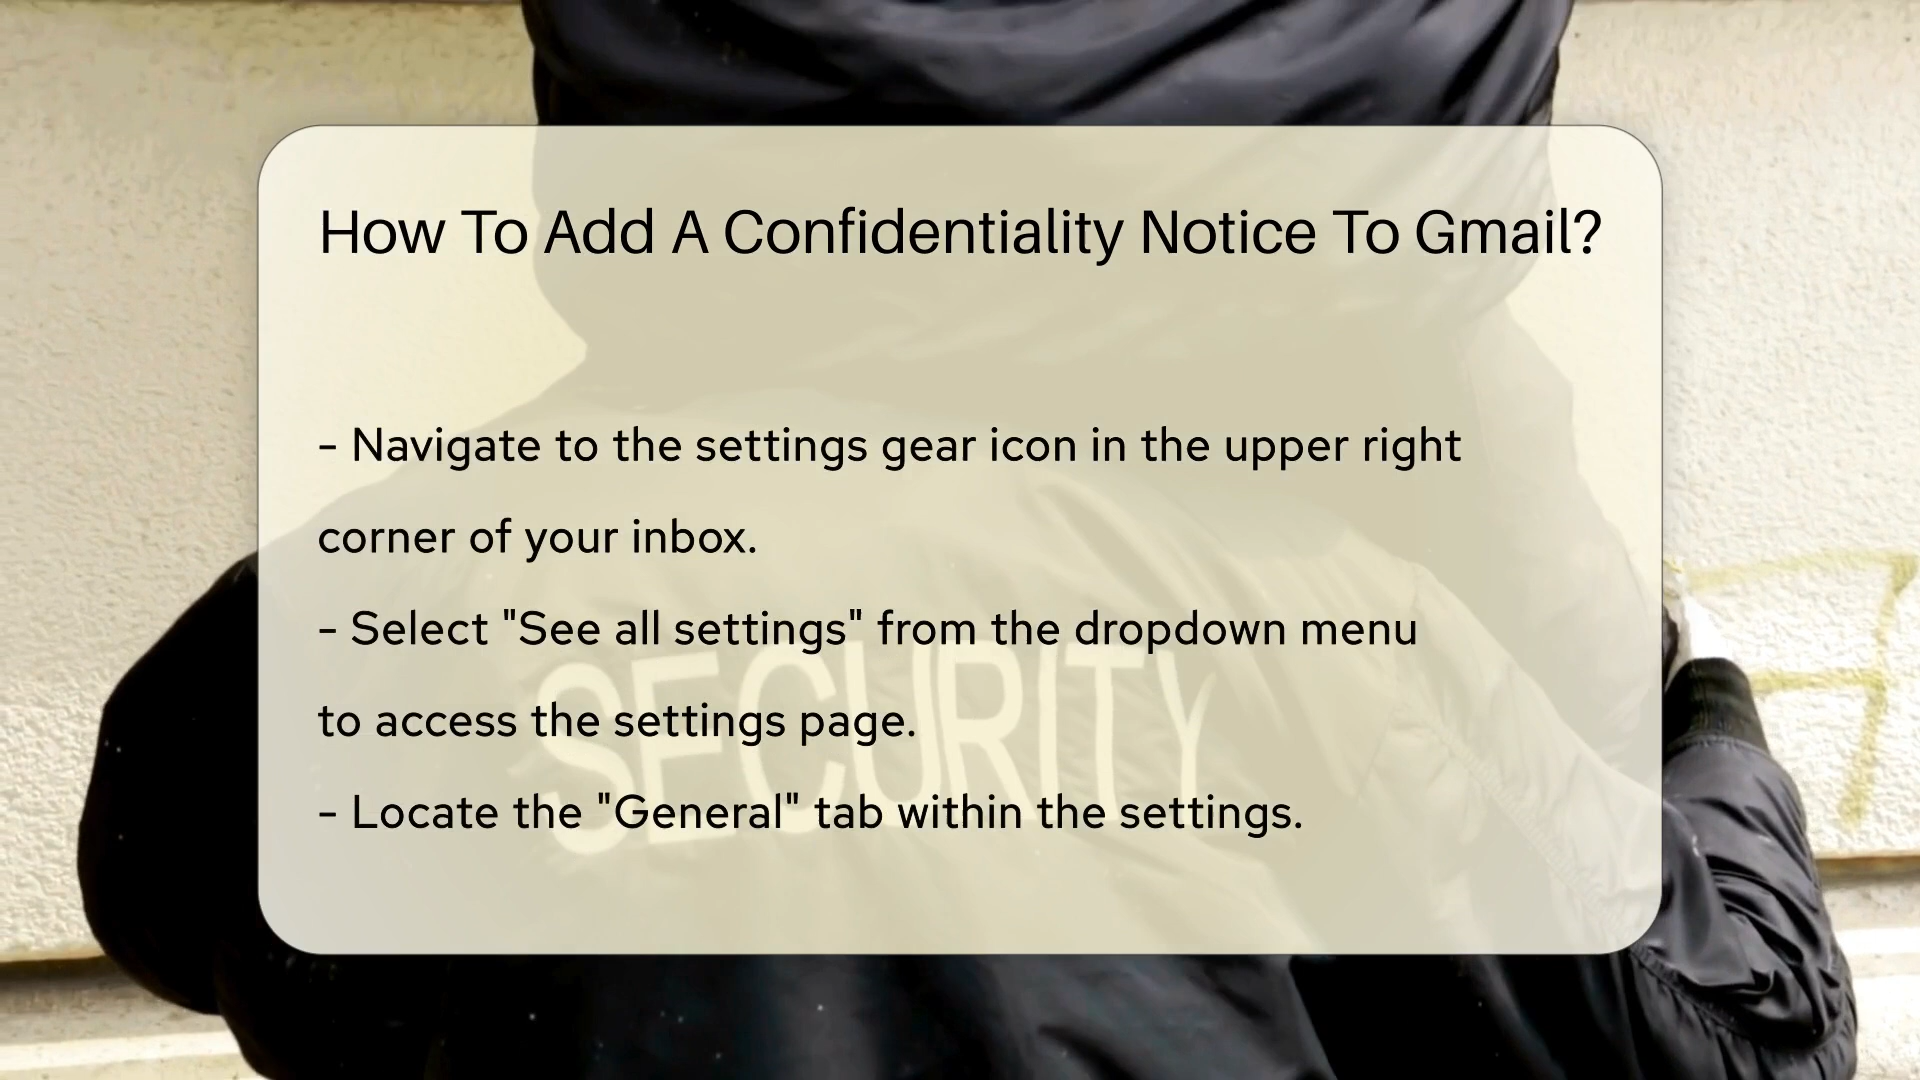 How To Add A Confidentiality Notice To Gmail?
- Navigate to the settings gear icon in the upper right
corner of your inbox.
- Select "See all settings" from the dropdown menu
to access the settings page.
SECURITY
- Locate the "General" tab within the settings.